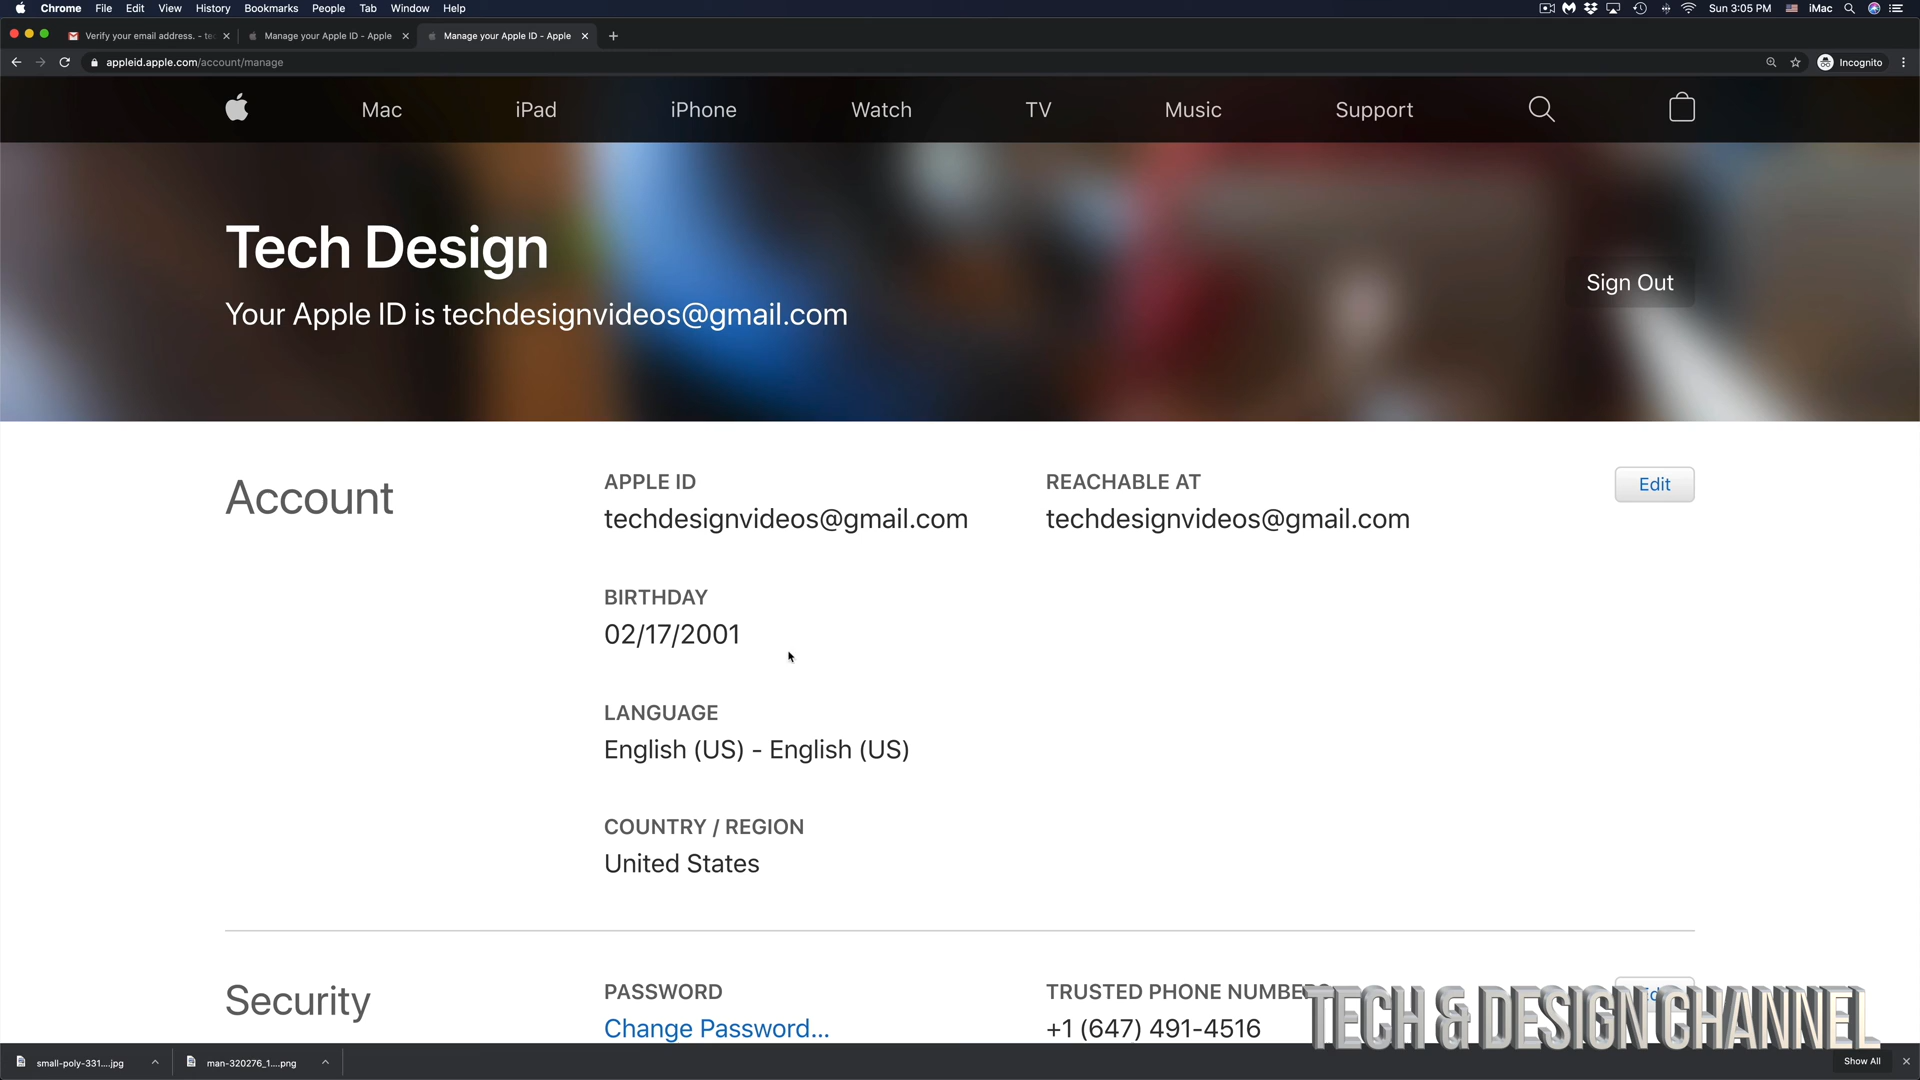 Chrome File Edit View History Bookmarks People Tab Window Help Sun 3:05 PM iMac
Verify your email address. - te Manage your Apple ID - Apple Manage your Apple ID - Apple
appleid.apple.com/account/manage Incognito
Mac iPad iPhone Watch TV Music Support
Tech Design
Your Apple ID is techdesignvideos@gmail.com
Sign Out
Account
APPLE ID
techdesignvideos@gmail.com
REACHABLE AT
techdesignvideos@gmail.com
Edit
BIRTHDAY
02/17/2001
LANGUAGE
English (US) - English (US)
COUNTRY / REGION
United States
Security
PASSWORD
Change Password...
TRUSTED PHONE NUMBERS
+1 (647) 491-4516
TECH & DESIGN CHANNEL
small-poly-331....jpg man-320276_1....png Show All